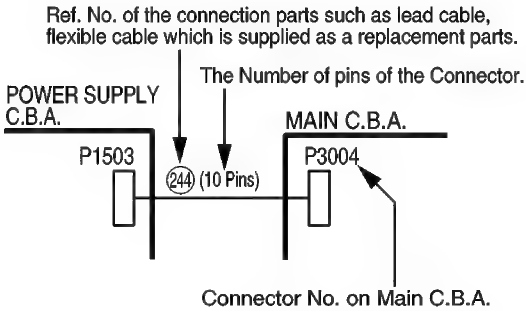 Ref. No. of the connection parts such as lead cable,
flexible cable which is supplied as a replacement parts.
The Number of pins of the Connector.
POWER SUPPLY
C.B.A.
MAIN C.B.A.
P1503
244 (10 Pins)
P3004
Connector No. on Main C.B.A.